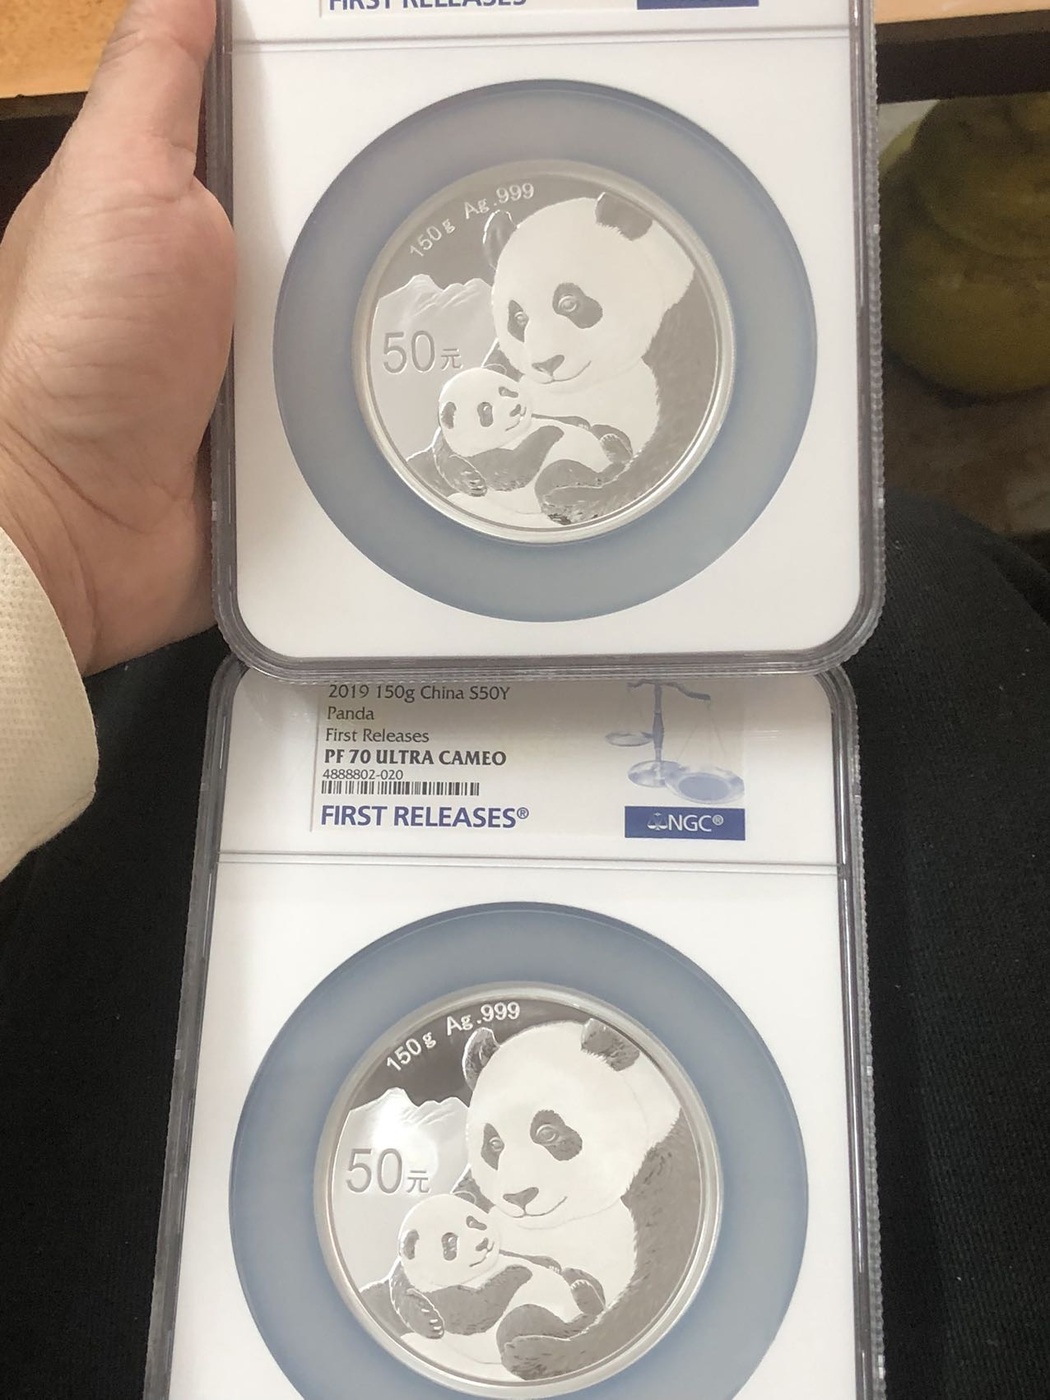 FIRST RELEASES
150g Ag.999
50元
2019 150g China S50Y
Panda
First Releases
PF 70 ULTRA CAMEO
4888802-020
FIRST RELEASES®
NGC®
150g Ag.999
50元